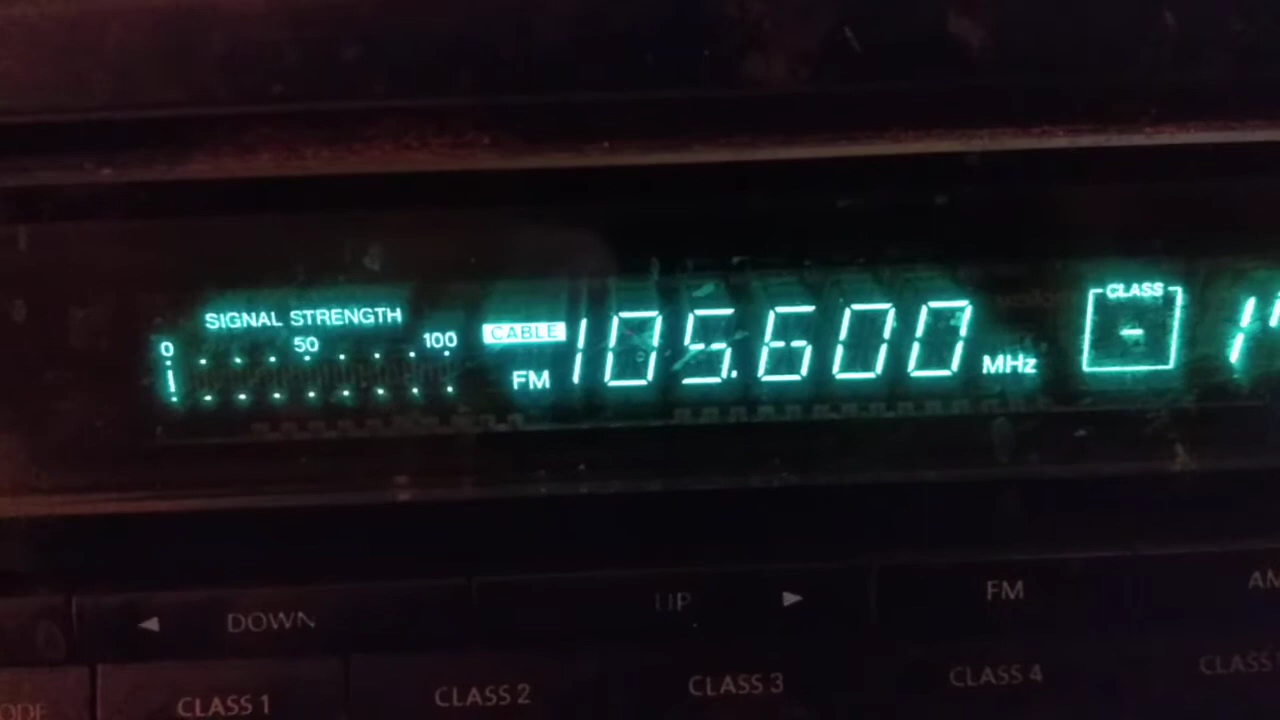 SIGNAL STRENGTH
0 50 100
CABLE
FM 105.600 MHz
CLASS
-
DOWN UP FM AM
CLASS 1 CLASS 2 CLASS 3 CLASS 4 CLASS